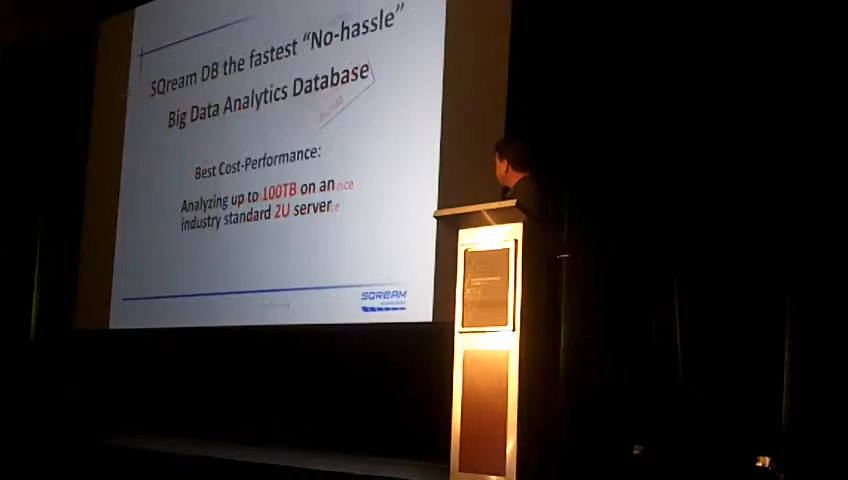 SQream DB the fastest “No-hassle”
Big Data Analytics Database
Best Cost-Performance:
Analyzing up to 100TB on an
industry standard 2U server
SQREAM